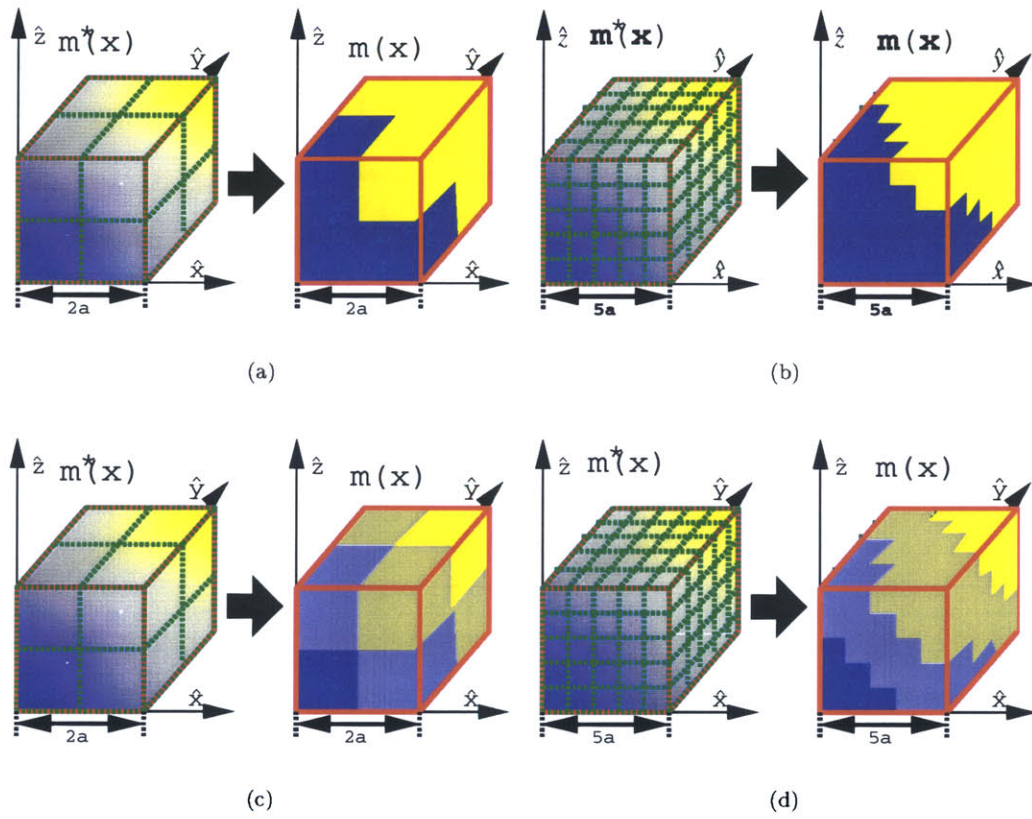 ẑ m*(x) ŷ
x̂
2a
ẑ m(x) ŷ
x̂
2a
(a)
ẑ m*(x) ŷ
x̂
5a
ẑ m(x) ŷ
x̂
5a
(b)
ẑ m*(x) ŷ
x̂
2a
ẑ m(x) ŷ
x̂
2a
(c)
ẑ m*(x) ŷ
x̂
5a
ẑ m(x) ŷ
x̂
5a
(d)